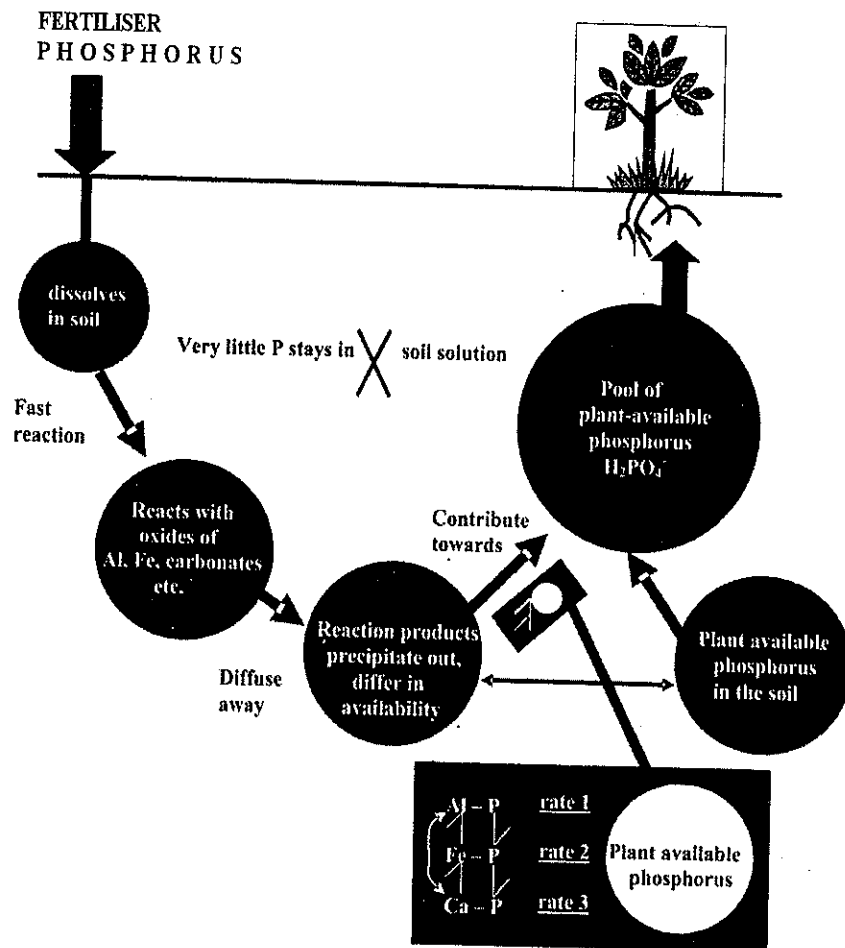 FERTILISER
PHOSPHORUS
dissolves
in soil
Very little P stays in soil solution
Fast
reaction
Pool of
plant-available
phosphorus
H₂PO₄⁻
Reacts with
oxides of
Al, Fe, carbonates
etc.
Contribute
towards
Diffuse
away
Reaction products
precipitate out,
differ in
availability
Plant available
phosphorus
in the soil
Al – P rate 1
Fe – P rate 2
Ca – P rate 3
Plant available
phosphorus